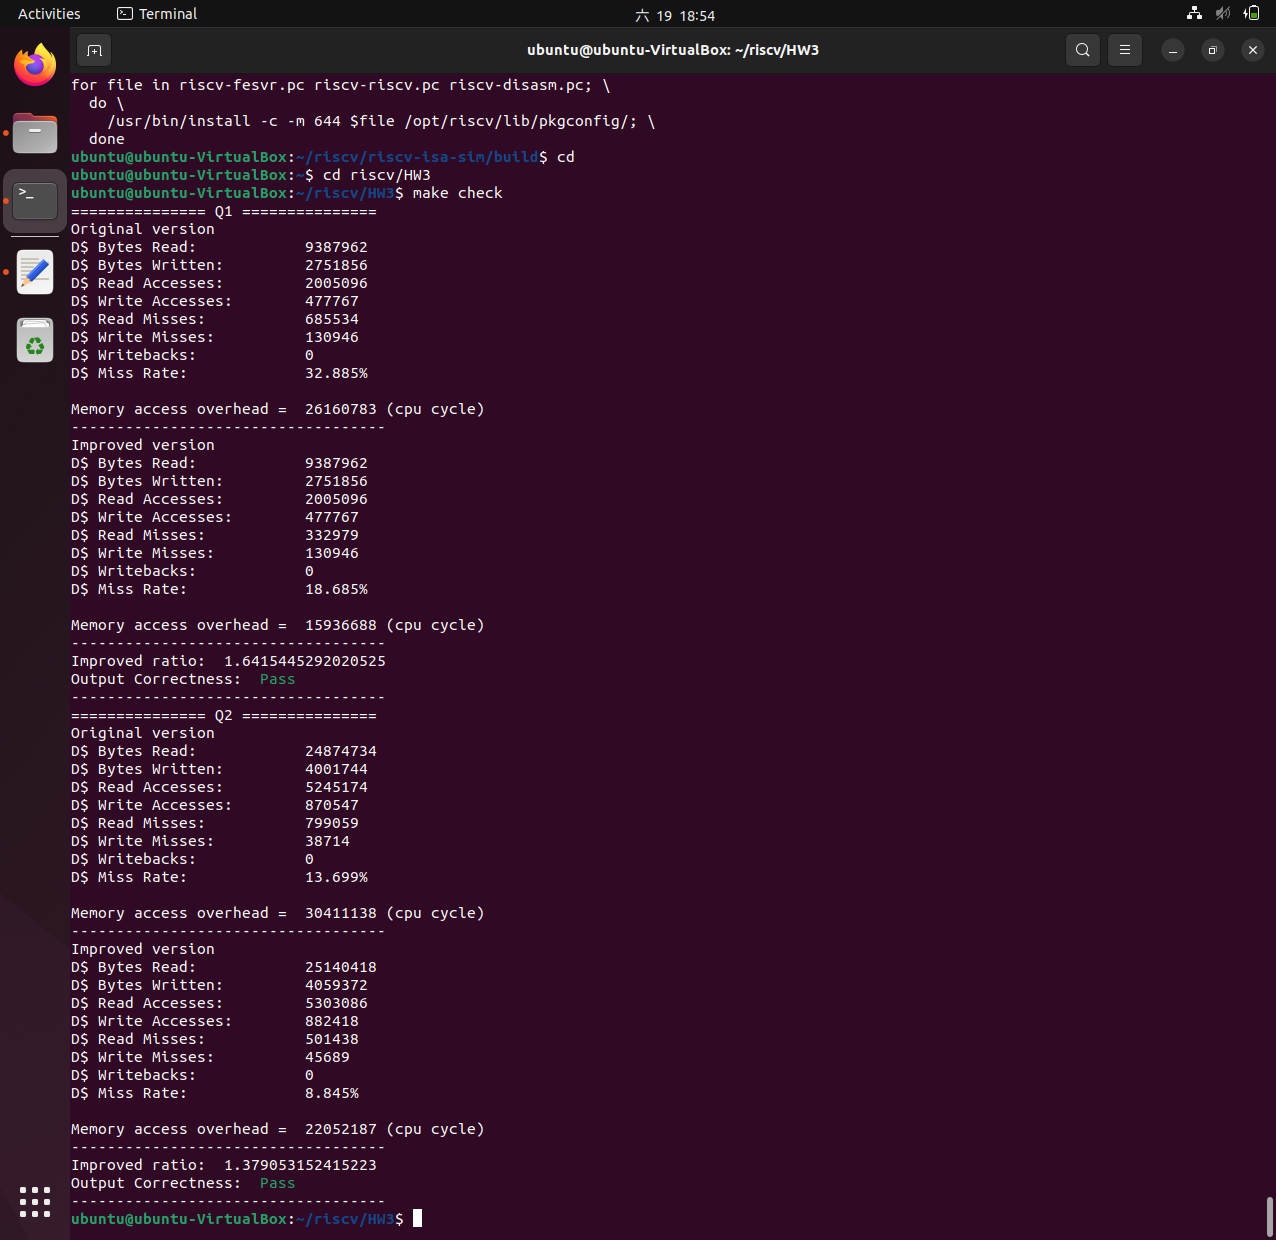 Activities
Terminal
六 19 18:54
ubuntu@ubuntu-VirtualBox: ~/riscv/HW3
for file in riscv-fesvr.pc riscv-riscv.pc riscv-disasm.pc; \
do \
/usr/bin/install -c -m 644 $file /opt/riscv/lib/pkgconfig/; \
done
ubuntu@ubuntu-VirtualBox:~/riscv/riscv-isa-sim/build$ cd
ubuntu@ubuntu-VirtualBox:~$ cd riscv/HW3
ubuntu@ubuntu-VirtualBox:~/riscv/HW3$ make check
=============== Q1 ===============
Original version
D$ Bytes Read: 9387962
D$ Bytes Written: 2751856
D$ Read Accesses: 2005096
D$ Write Accesses: 477767
D$ Read Misses: 685534
D$ Write Misses: 130946
D$ Writebacks: 0
D$ Miss Rate: 32.885%
Memory access overhead = 26160783 (cpu cycle)
-----------------------------------
Improved version
D$ Bytes Read: 9387962
D$ Bytes Written: 2751856
D$ Read Accesses: 2005096
D$ Write Accesses: 477767
D$ Read Misses: 332979
D$ Write Misses: 130946
D$ Writebacks: 0
D$ Miss Rate: 18.685%
Memory access overhead = 15936688 (cpu cycle)
-----------------------------------
Improved ratio: 1.6415445292020525
Output Correctness: Pass
-----------------------------------
=============== Q2 ===============
Original version
D$ Bytes Read: 24874734
D$ Bytes Written: 4001744
D$ Read Accesses: 5245174
D$ Write Accesses: 870547
D$ Read Misses: 799059
D$ Write Misses: 38714
D$ Writebacks: 0
D$ Miss Rate: 13.699%
Memory access overhead = 30411138 (cpu cycle)
-----------------------------------
Improved version
D$ Bytes Read: 25140418
D$ Bytes Written: 4059372
D$ Read Accesses: 5303086
D$ Write Accesses: 882418
D$ Read Misses: 501438
D$ Write Misses: 45689
D$ Writebacks: 0
D$ Miss Rate: 8.845%
Memory access overhead = 22052187 (cpu cycle)
-----------------------------------
Improved ratio: 1.379053152415223
Output Correctness: Pass
-----------------------------------
ubuntu@ubuntu-VirtualBox:~/riscv/HW3$